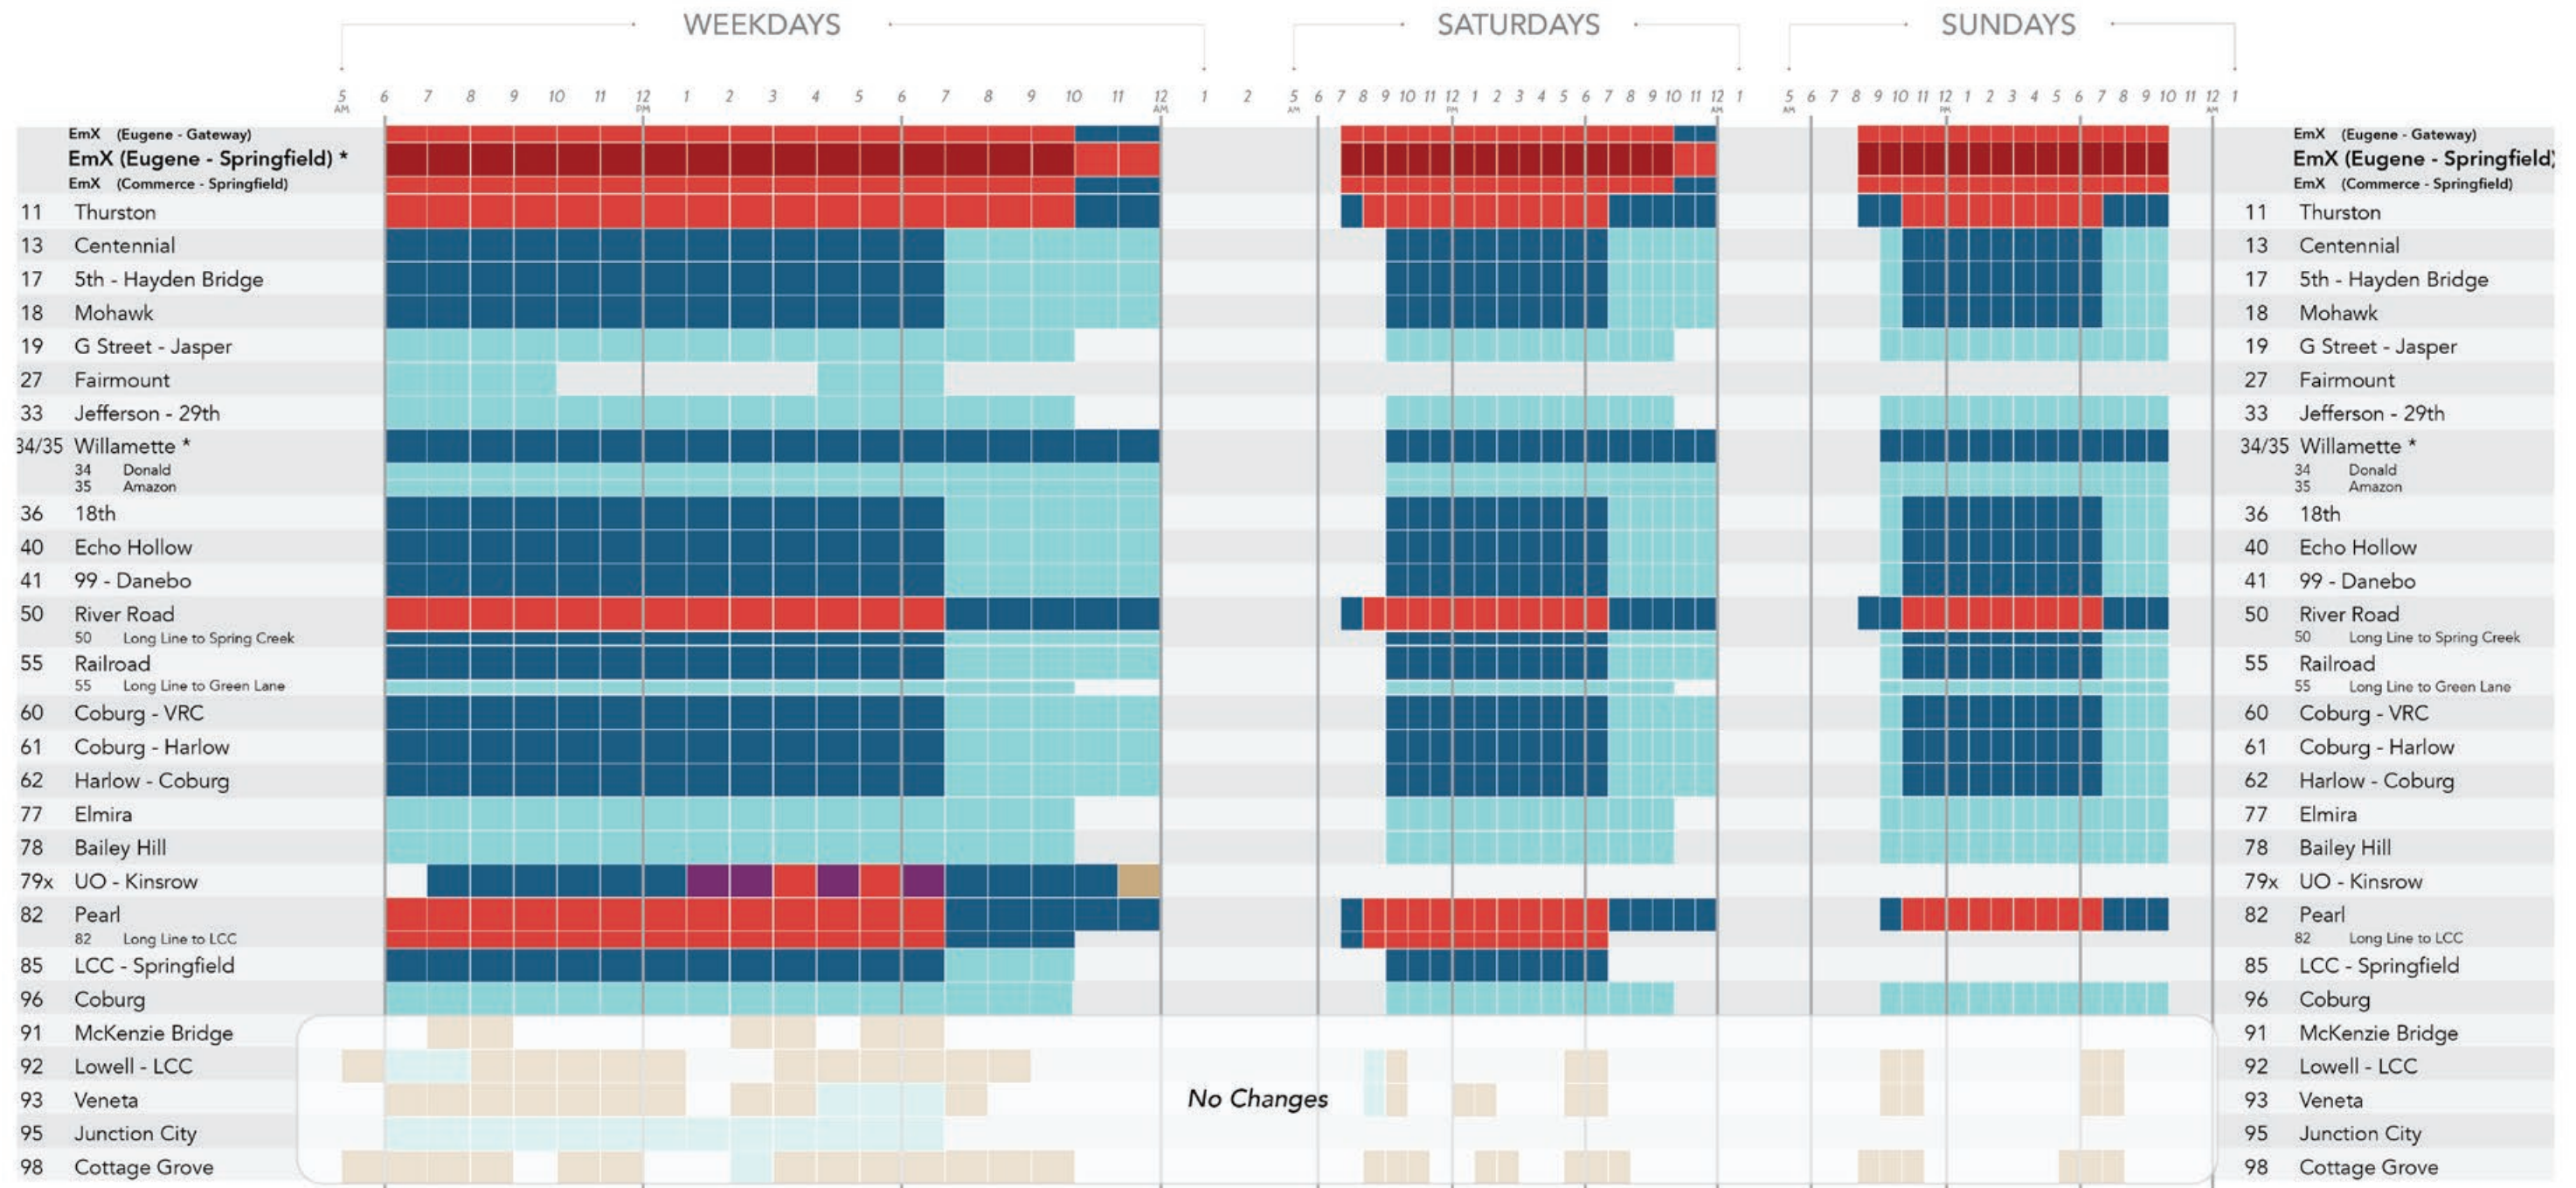 WEEKDAYS SATURDAYS SUNDAYS
5 6 7 8 9 10 11 12 1 2 3 4 5 6 7 8 9 10 11 12 1 2 5 6 7 8 9 10 11 12 1 2 3 4 5 6 7 8 9 10 11 12 1 5 6 7 8 9 10 11 12 1 2 3 4 5 6 7 8 9 10 11 12 1
AM PM AM AM PM AM AM PM AM
EmX (Eugene - Gateway) EmX (Eugene - Gateway)
EmX (Eugene - Springfield) * EmX (Eugene - Springfield)
EmX (Commerce - Springfield) EmX (Commerce - Springfield)
11 Thurston 11 Thurston
13 Centennial 13 Centennial
17 5th - Hayden Bridge 17 5th - Hayden Bridge
18 Mohawk 18 Mohawk
19 G Street - Jasper 19 G Street - Jasper
27 Fairmount 27 Fairmount
33 Jefferson - 29th 33 Jefferson - 29th
34/35 Willamette * 34/35 Willamette *
34 Donald 34 Donald
35 Amazon 35 Amazon
36 18th 36 18th
40 Echo Hollow 40 Echo Hollow
41 99 - Danebo 41 99 - Danebo
50 River Road 50 River Road
50 Long Line to Spring Creek 50 Long Line to Spring Creek
55 Railroad 55 Railroad
55 Long Line to Green Lane 55 Long Line to Green Lane
60 Coburg - VRC 60 Coburg - VRC
61 Coburg - Harlow 61 Coburg - Harlow
62 Harlow - Coburg 62 Harlow - Coburg
77 Elmira 77 Elmira
78 Bailey Hill 78 Bailey Hill
79x UO - Kinsrow 79x UO - Kinsrow
82 Pearl 82 Pearl
82 Long Line to LCC 82 Long Line to LCC
85 LCC - Springfield 85 LCC - Springfield
96 Coburg 96 Coburg
91 McKenzie Bridge 91 McKenzie Bridge
92 Lowell - LCC 92 Lowell - LCC
93 Veneta No Changes 93 Veneta
95 Junction City 95 Junction City
98 Cottage Grove 98 Cottage Grove